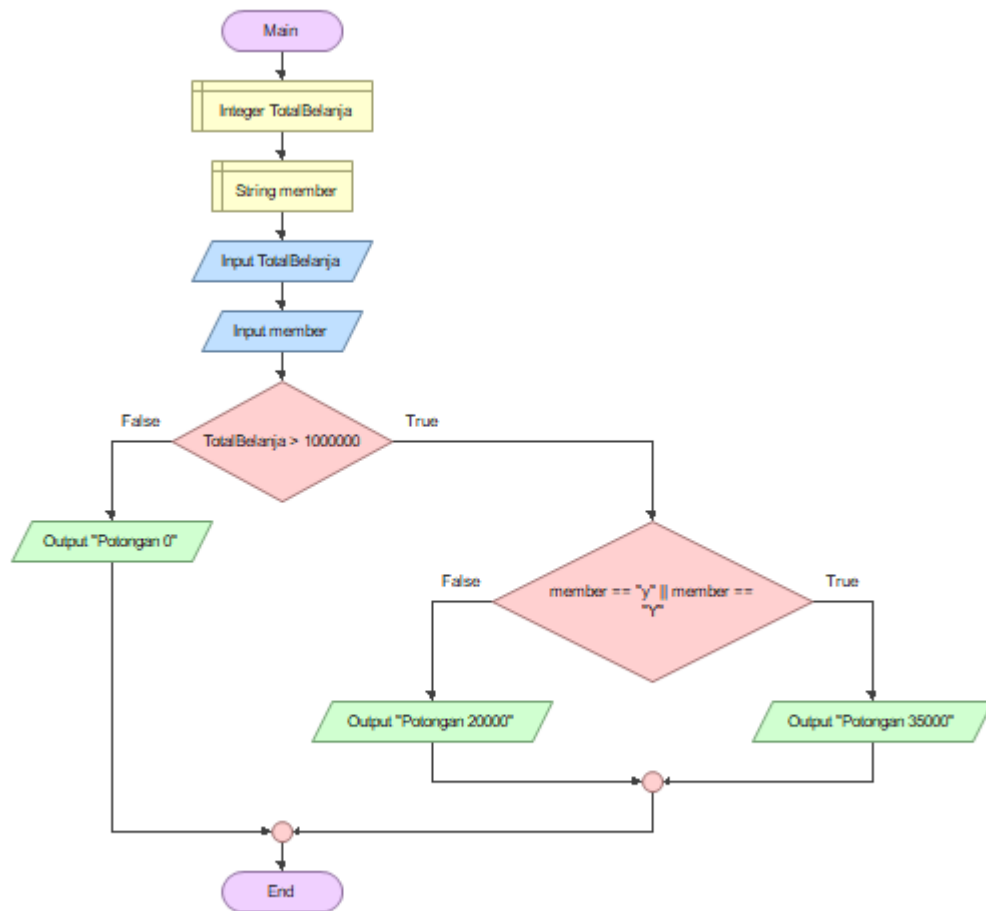 Main
Integer TotalBelanja
String member
Input TotalBelanja
Input member
False
True
TotalBelanja > 1000000
Output "Potongan 0"
False
True
member == "y" || member ==
"Y"
Output "Potongan 20000"
Output "Potongan 35000"
End